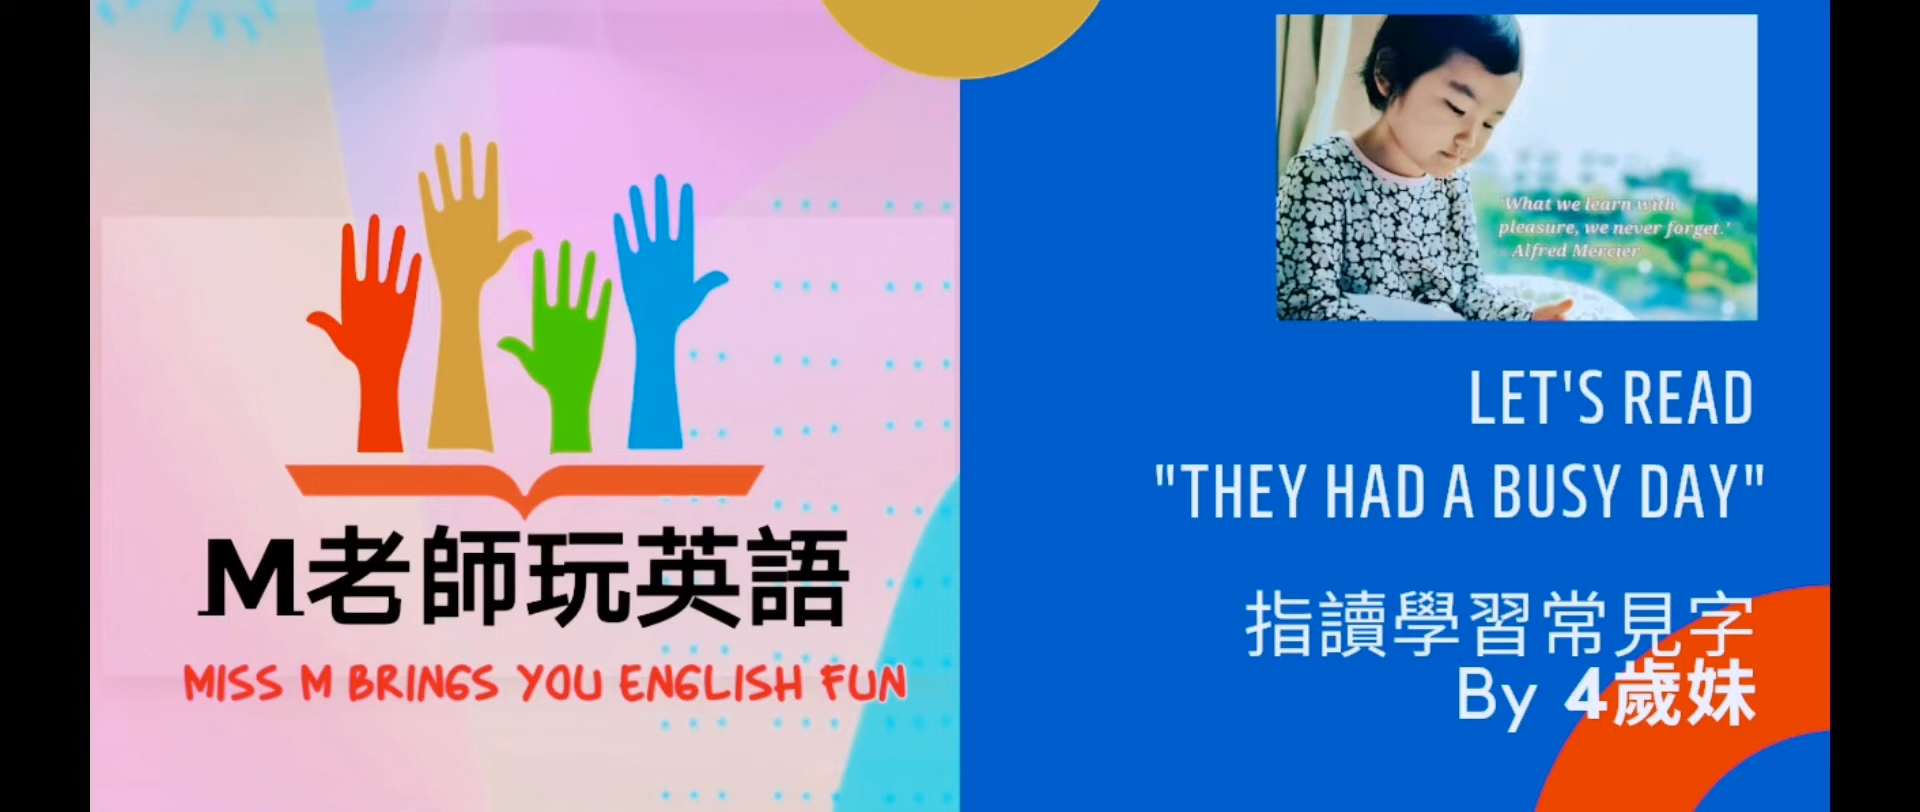 M老師玩英語
MISS M BRINGS YOU ENGLISH FUN
'What we learn with
pleasure, we never forget.'
- Alfred Mercier
LET'S READ
"THEY HAD A BUSY DAY"
指讀學習常見字
By 4歲妹